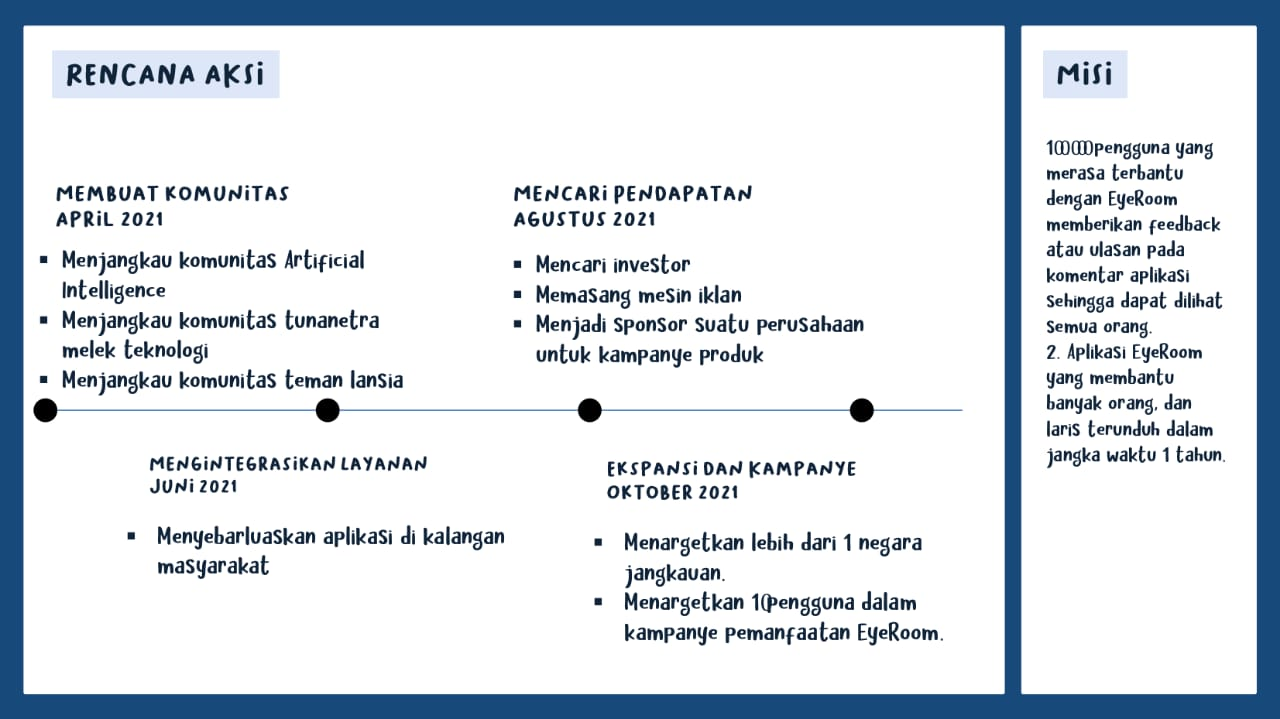 RENCANA AKSI
MEMBUAT KOMUNITAS
APRIL 2021
▪ Menjangkau komunitas Artificial
Intelligence
▪ Menjangkau komunitas tunanetra
melek teknologi
▪ Menjangkau komunitas teman lansia
MENCARI PENDAPATAN
AGUSTUS 2021
▪ Mencari investor
▪ Memasang mesin iklan
▪ Menjadi sponsor suatu perusahaan
untuk kampanye produk
MENGINTEGRASIKAN LAYANAN
JUNI 2021
▪ Menyebarluaskan aplikasi di kalangan
masyarakat
EKSPANSI DAN KAMPANYE
OKTOBER 2021
▪ Menargetkan lebih dari 1 negara
jangkauan.
▪ Menargetkan pengguna dalam
kampanye pemanfaatan EyeRoom.
MISI
pengguna yang
merasa terbantu
dengan EyeRoom
memberikan feedback
atau ulasan pada
komentar aplikasi
sehingga dapat dilihat
semua orang.
2. Aplikasi EyeRoom
yang membantu
banyak orang, dan
laris terunduh dalam
jangka waktu 1 tahun.